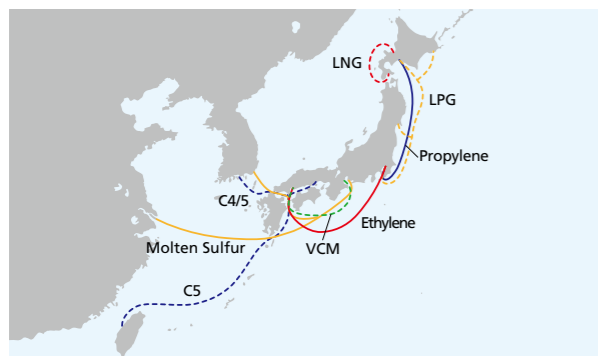 LNG
LPG
Propylene
C4/5
Ethylene
Molten Sulfur
VCM
C5